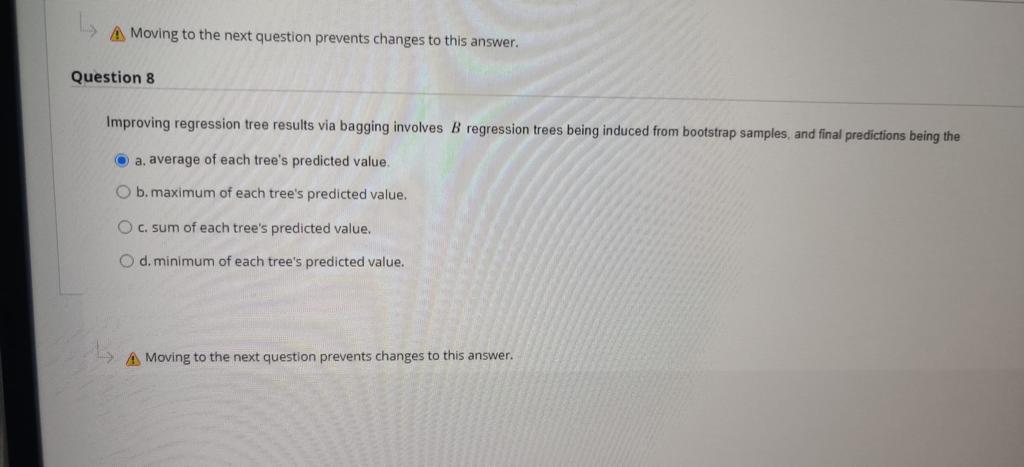 Moving to the next question prevents changes to this answer.
Question 8
Improving regression tree results via bagging involves B regression trees being induced from bootstrap samples, and final predictions being the
a. average of each tree's predicted value.
b. maximum of each tree's predicted value.
c. sum of each tree's predicted value.
d. minimum of each tree's predicted value.
Moving to the next question prevents changes to this answer.